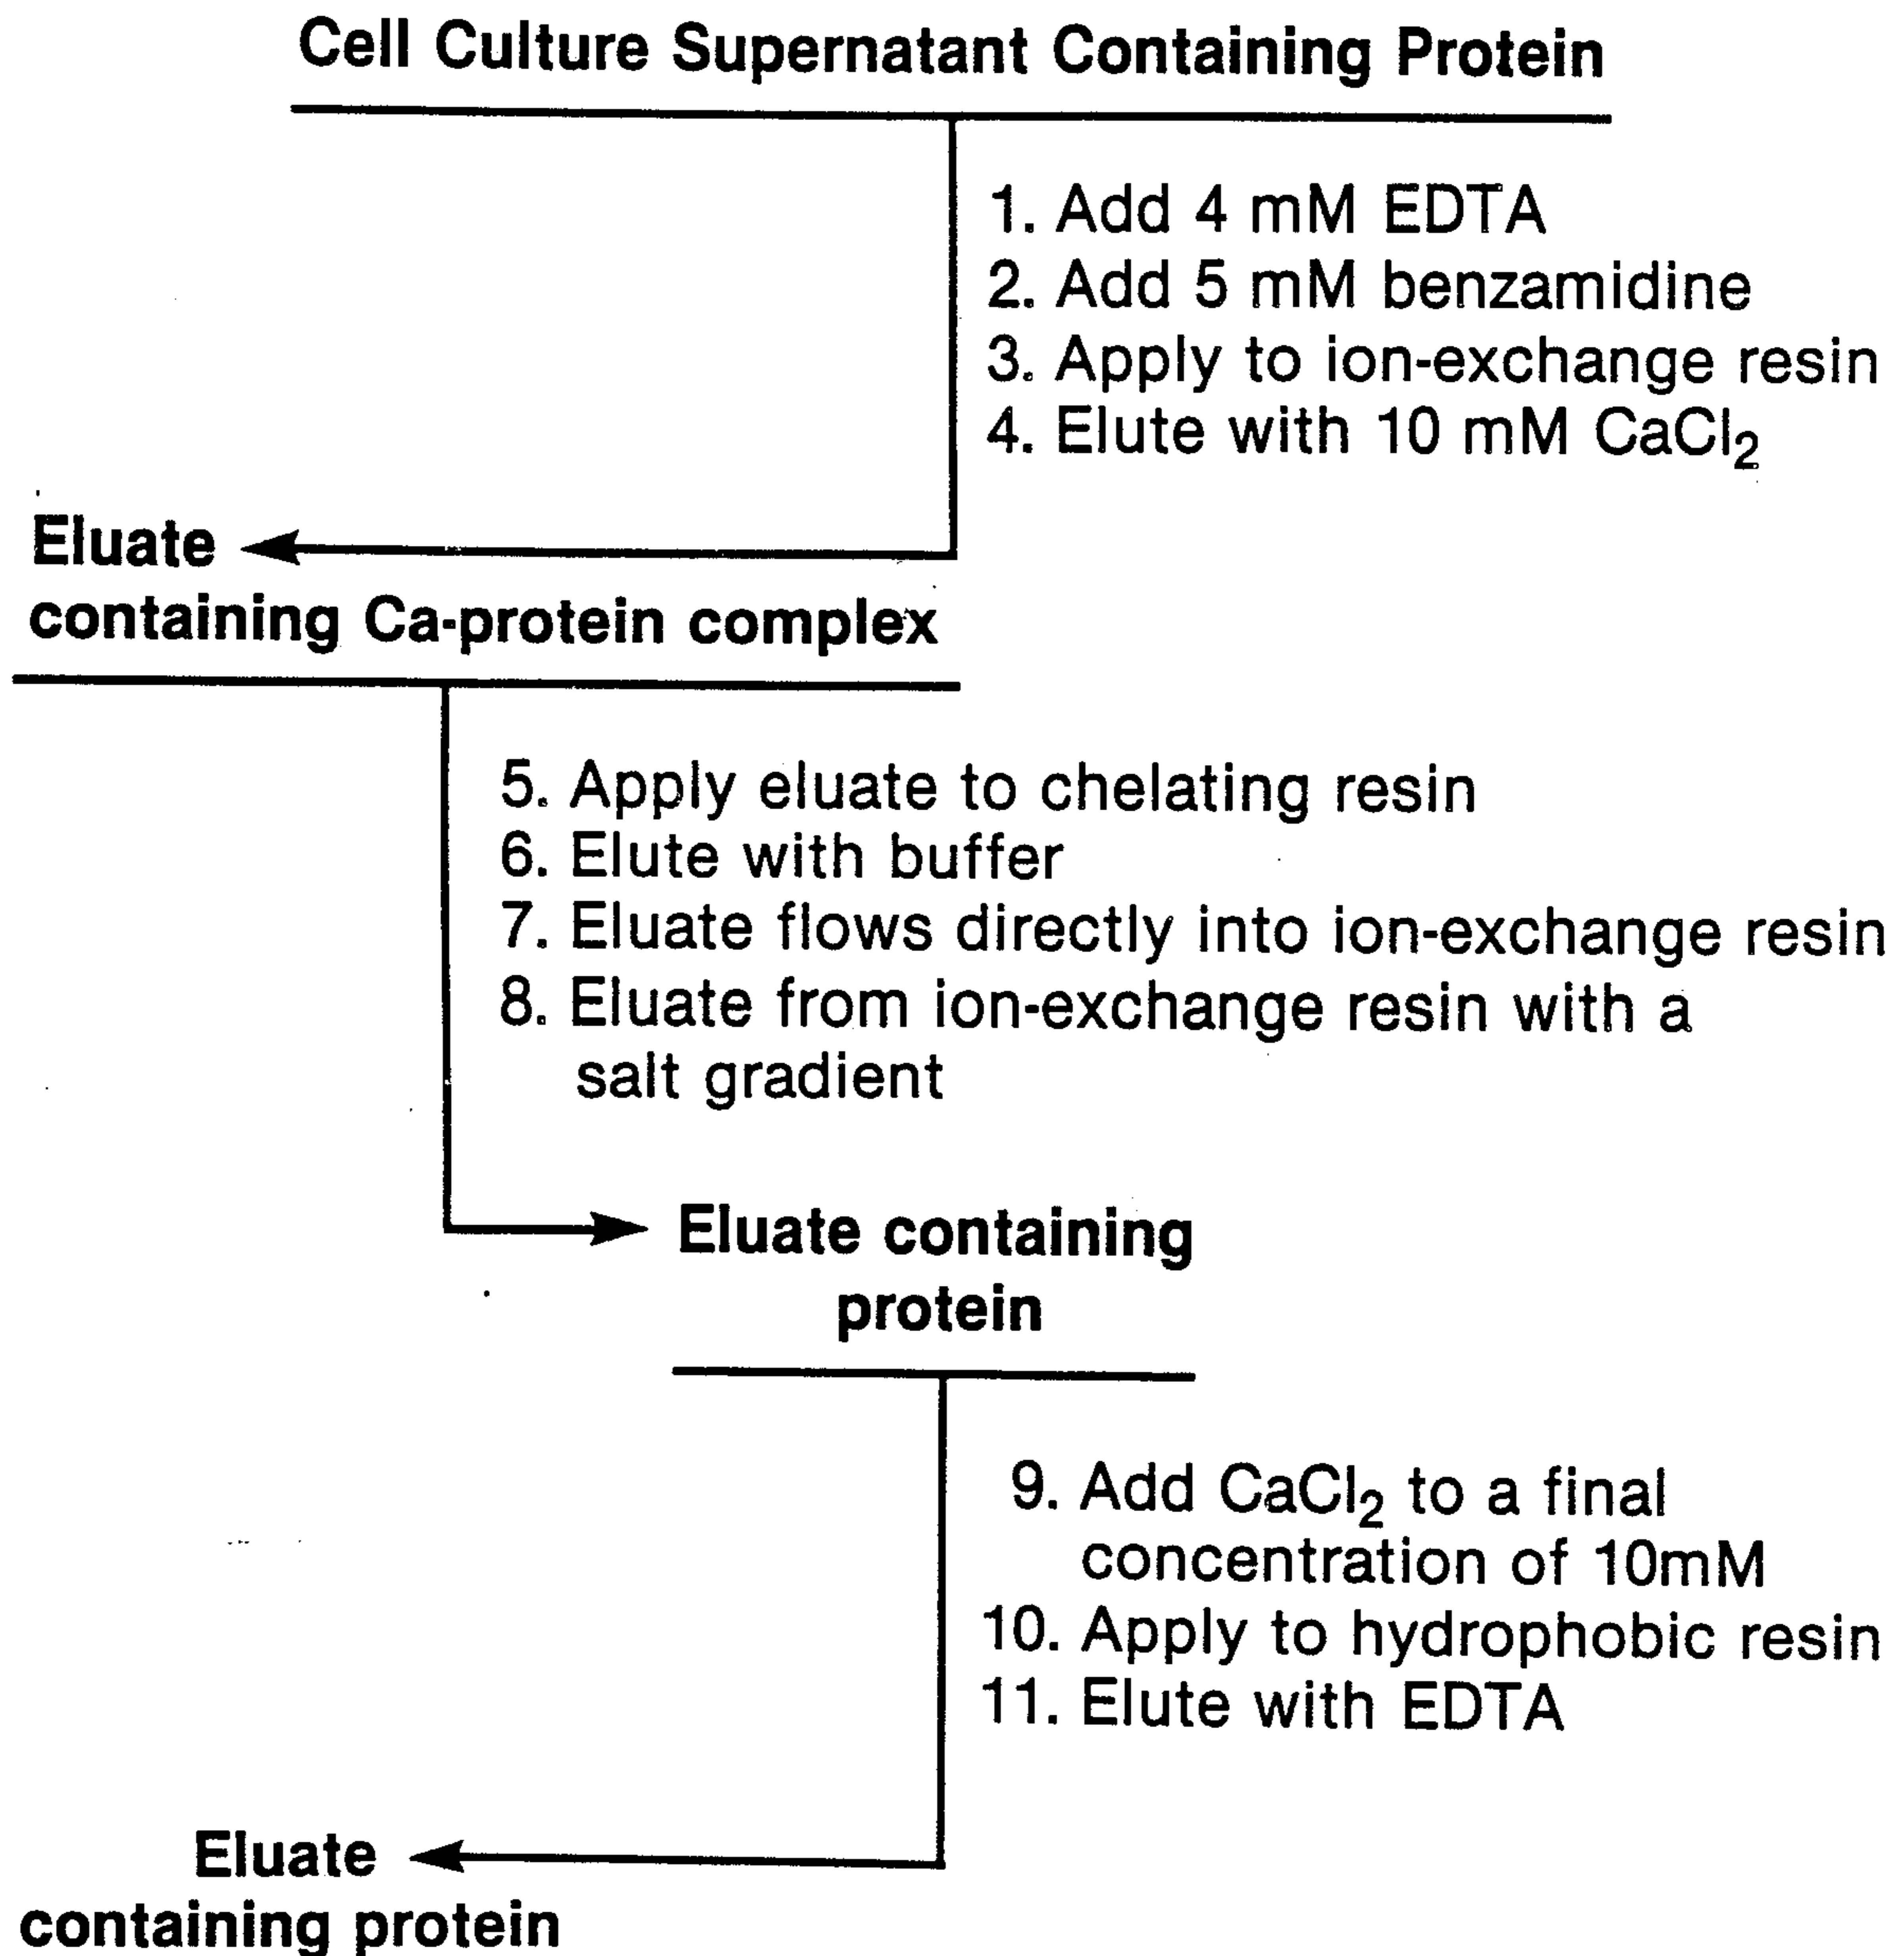 Cell Culture Supernatant Containing Protein
1. Add 4 mM EDTA
2. Add 5 mM benzamidine
3. Apply to ion-exchange resin
4. Elute with 10 mM CaCl₂
Eluate
containing Ca-protein complex
5. Apply eluate to chelating resin
6. Elute with buffer
7. Eluate flows directly into ion-exchange resin
8. Eluate from ion-exchange resin with a
salt gradient
Eluate containing
protein
9. Add CaCl₂ to a final
concentration of 10mM
10. Apply to hydrophobic resin
11. Elute with EDTA
Eluate
containing protein